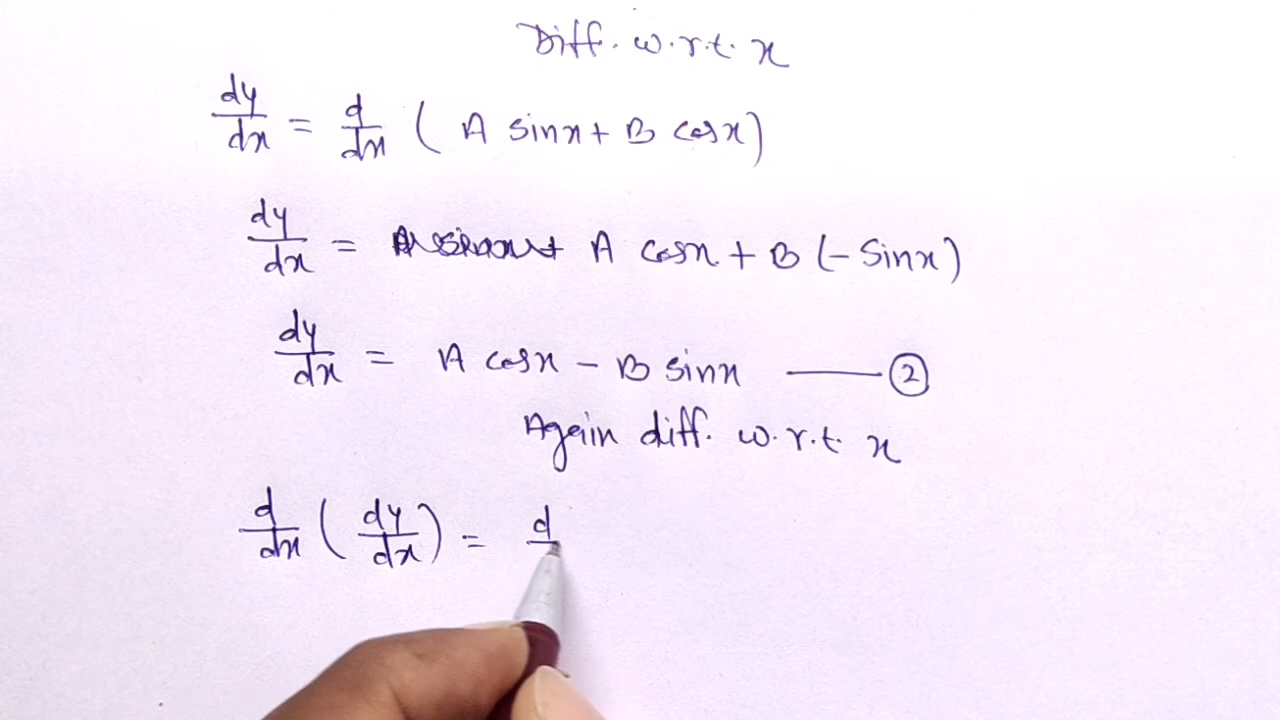 Diff. w.r.t. x
dy/dx = d/dx ( A sinx + B cosx)
dy/dx = A cosx + B (- Sinx)
dy/dx = A cosx - B sinx —— ②
Again diff. w.r.t. x
d/dx ( dy/dx ) = d